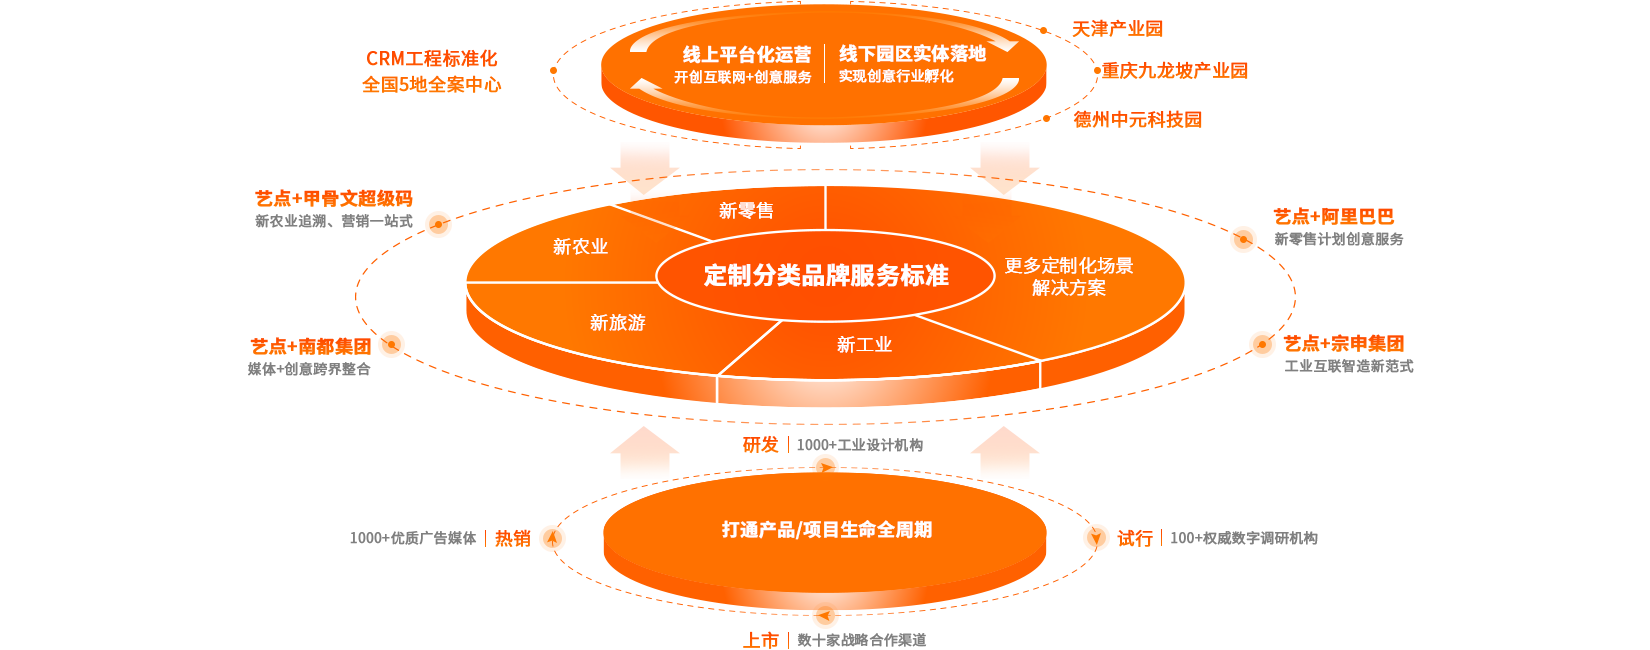 CRM工程标准化
全国5地全案中心
线上平台化运营
开创互联网+创意服务
线下园区实体落地
实现创意行业孵化
天津产业园
重庆九龙坡产业园
德州中元科技园
艺点+甲骨文超级码
新农业追溯、营销一站式
艺点+阿里巴巴
新零售计划创意服务
新零售
新农业
定制分类品牌服务标准
更多定制化场景
解决方案
新旅游
新工业
艺点+南都集团
媒体+创意跨界整合
艺点+宗申集团
工业互联智造新范式
研发
1000+工业设计机构
打通产品/项目生命全周期
1000+优质广告媒体
热销
试行
100+权威数字调研机构
上市
数十家战略合作渠道